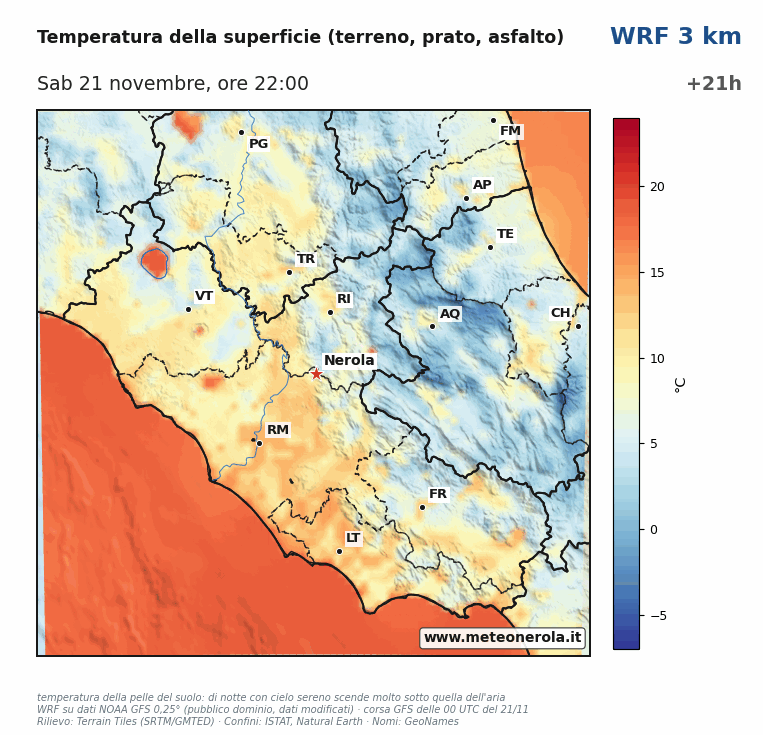 Temperatura della superficie (terreno, prato, asfalto)
WRF 3 km
Sab 21 novembre, ore 22:00
+21h
FM
PG
AP
TE
TR
VT
RI
AQ
CH
Nerola
RM
FR
LT
20
15
10
5
0
−5
°C
www.meteonerola.it
temperatura della pelle del suolo: di notte con cielo sereno scende molto sotto quella dell'aria
WRF su dati NOAA GFS 0,25° (pubblico dominio, dati modificati) · corsa GFS delle 00 UTC del 21/11
Rilievo: Terrain Tiles (SRTM/GMTED) · Confini: ISTAT, Natural Earth · Nomi: GeoNames